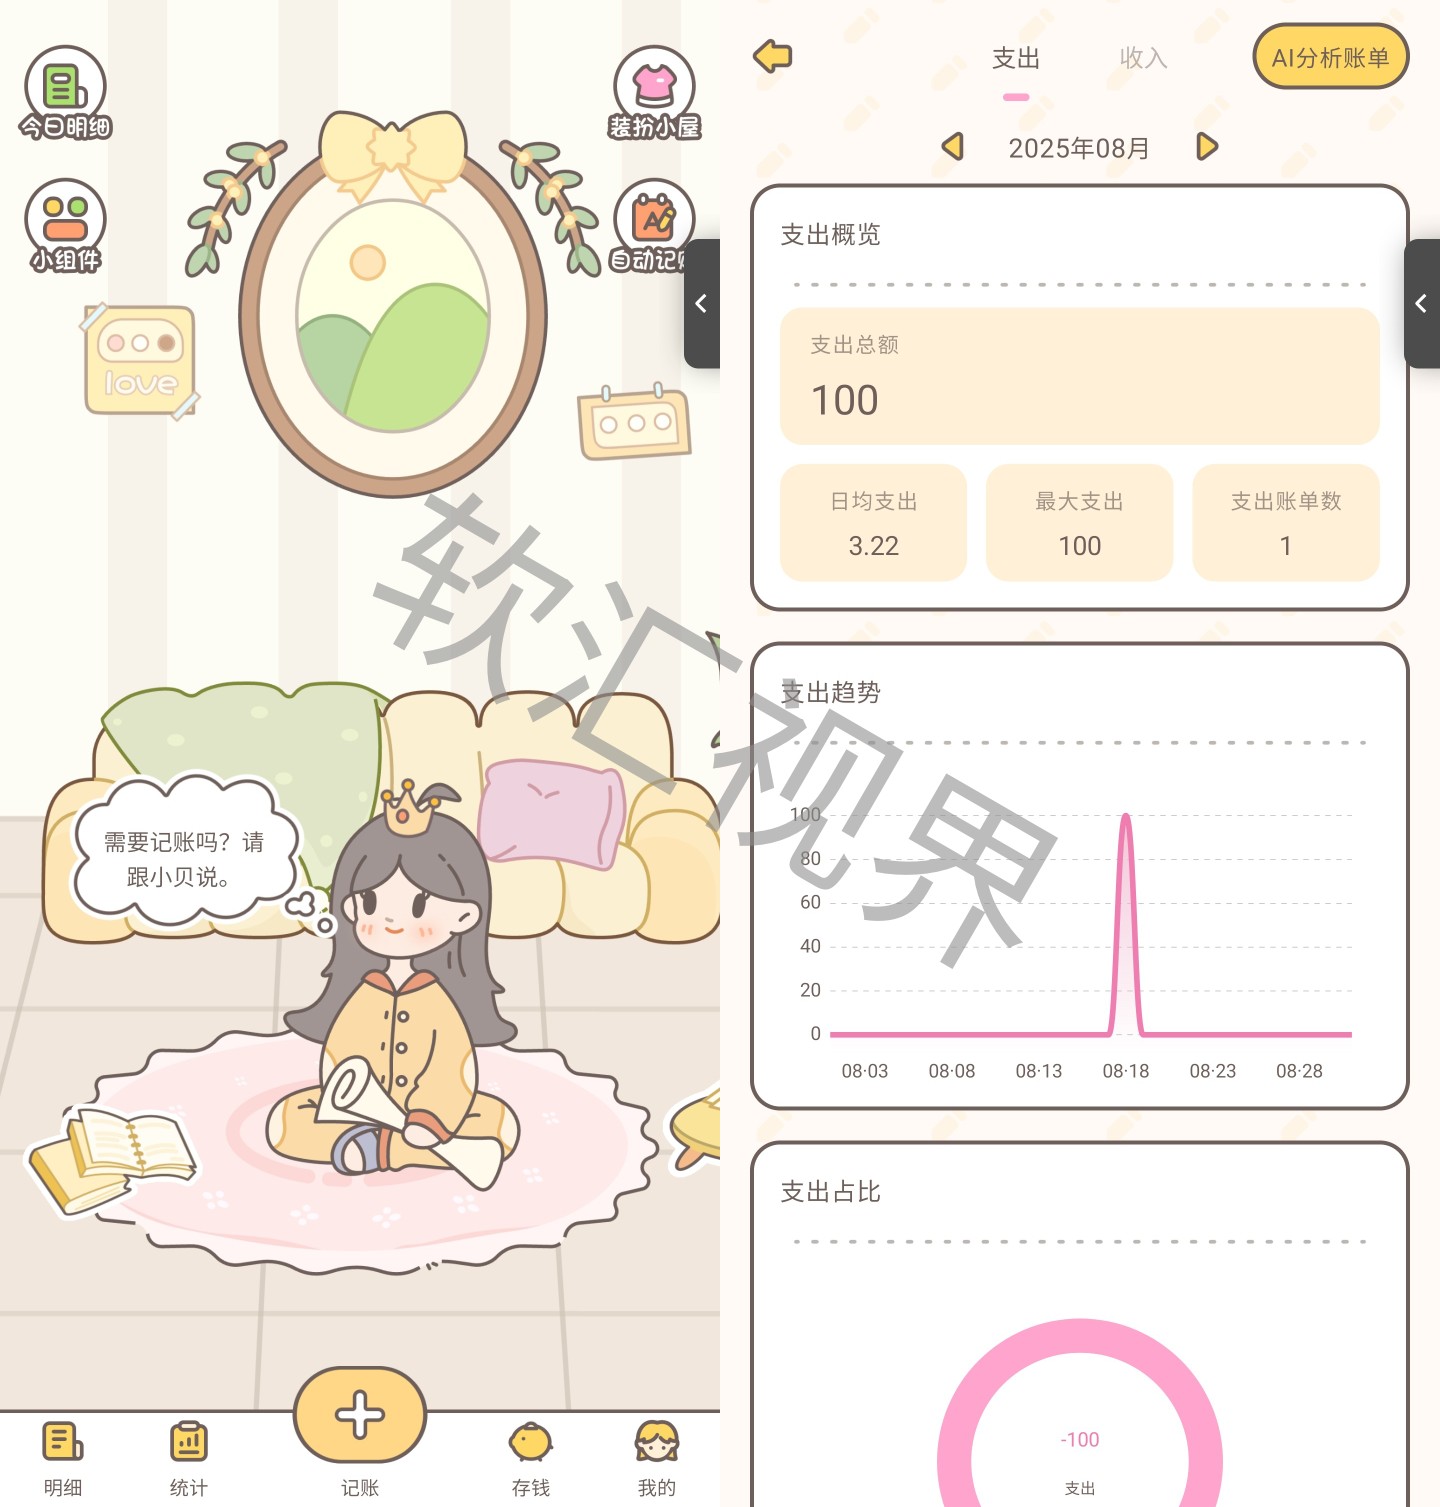 今日明细
小组件
装扮小屋
自动记
love
需要记账吗？请
跟小贝说。
明细
统计
记账
存钱
我的
软汇视界
支出
收入
AI分析账单
2025年08月
支出概览
支出总额
100
日均支出
最大支出
支出账单数
3.22
100
1
支出趋势
100
80
60
40
20
0
08-03
08-08
08-13
08-18
08-23
08-28
支出占比
-100
支出